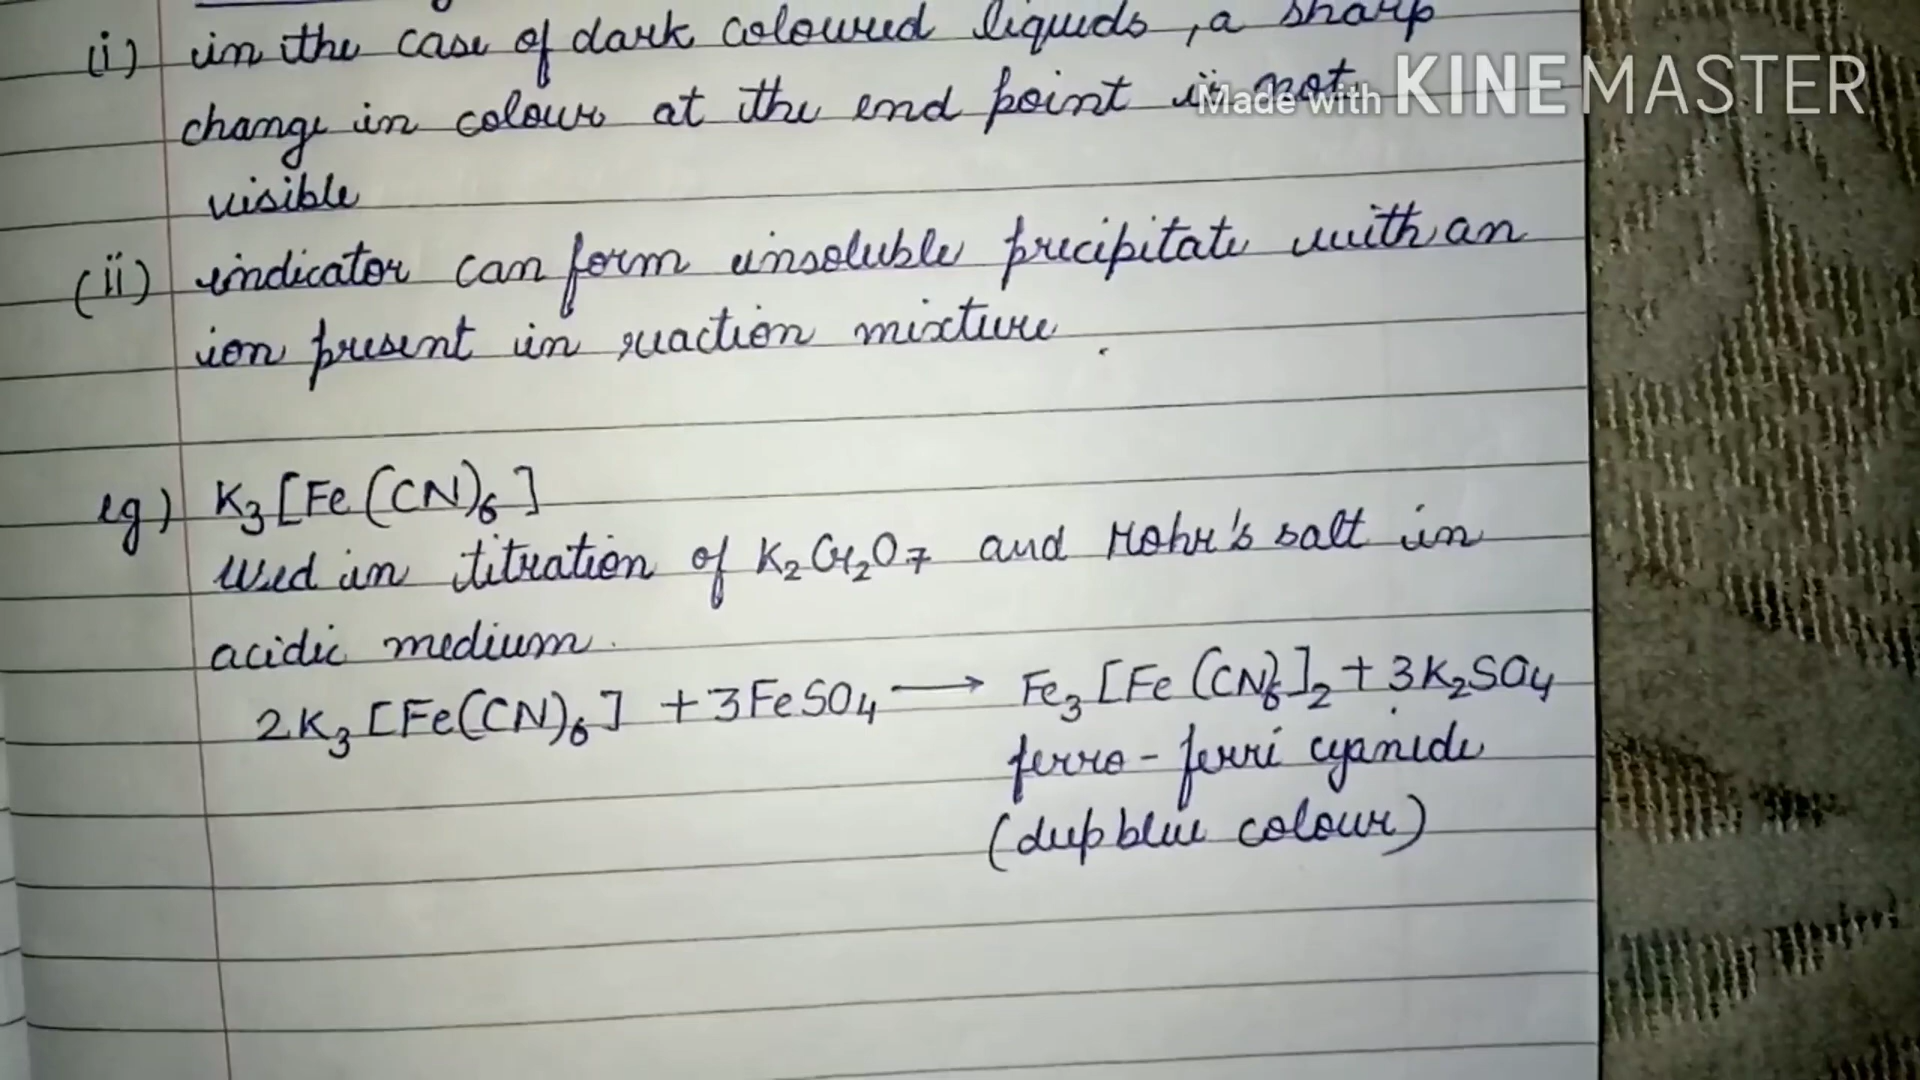 (i) in the case of dark coloured liquids, a sharp
Made with KINEMASTER
change in colour at the end point is not
visible
(ii) indicator can form insoluble precipitate with an
ion present in reaction mixture
eg) K₃[Fe(CN)₆]
used in titration of K₂Cr₂O₇ and Mohr's salt in
acidic medium.
2K₃[Fe(CN)₆] + 3FeSO₄ ⟶ Fe₃[Fe(CN)₆]₂ + 3K₂SO₄
ferro-ferri cyanide
(deep blue colour)